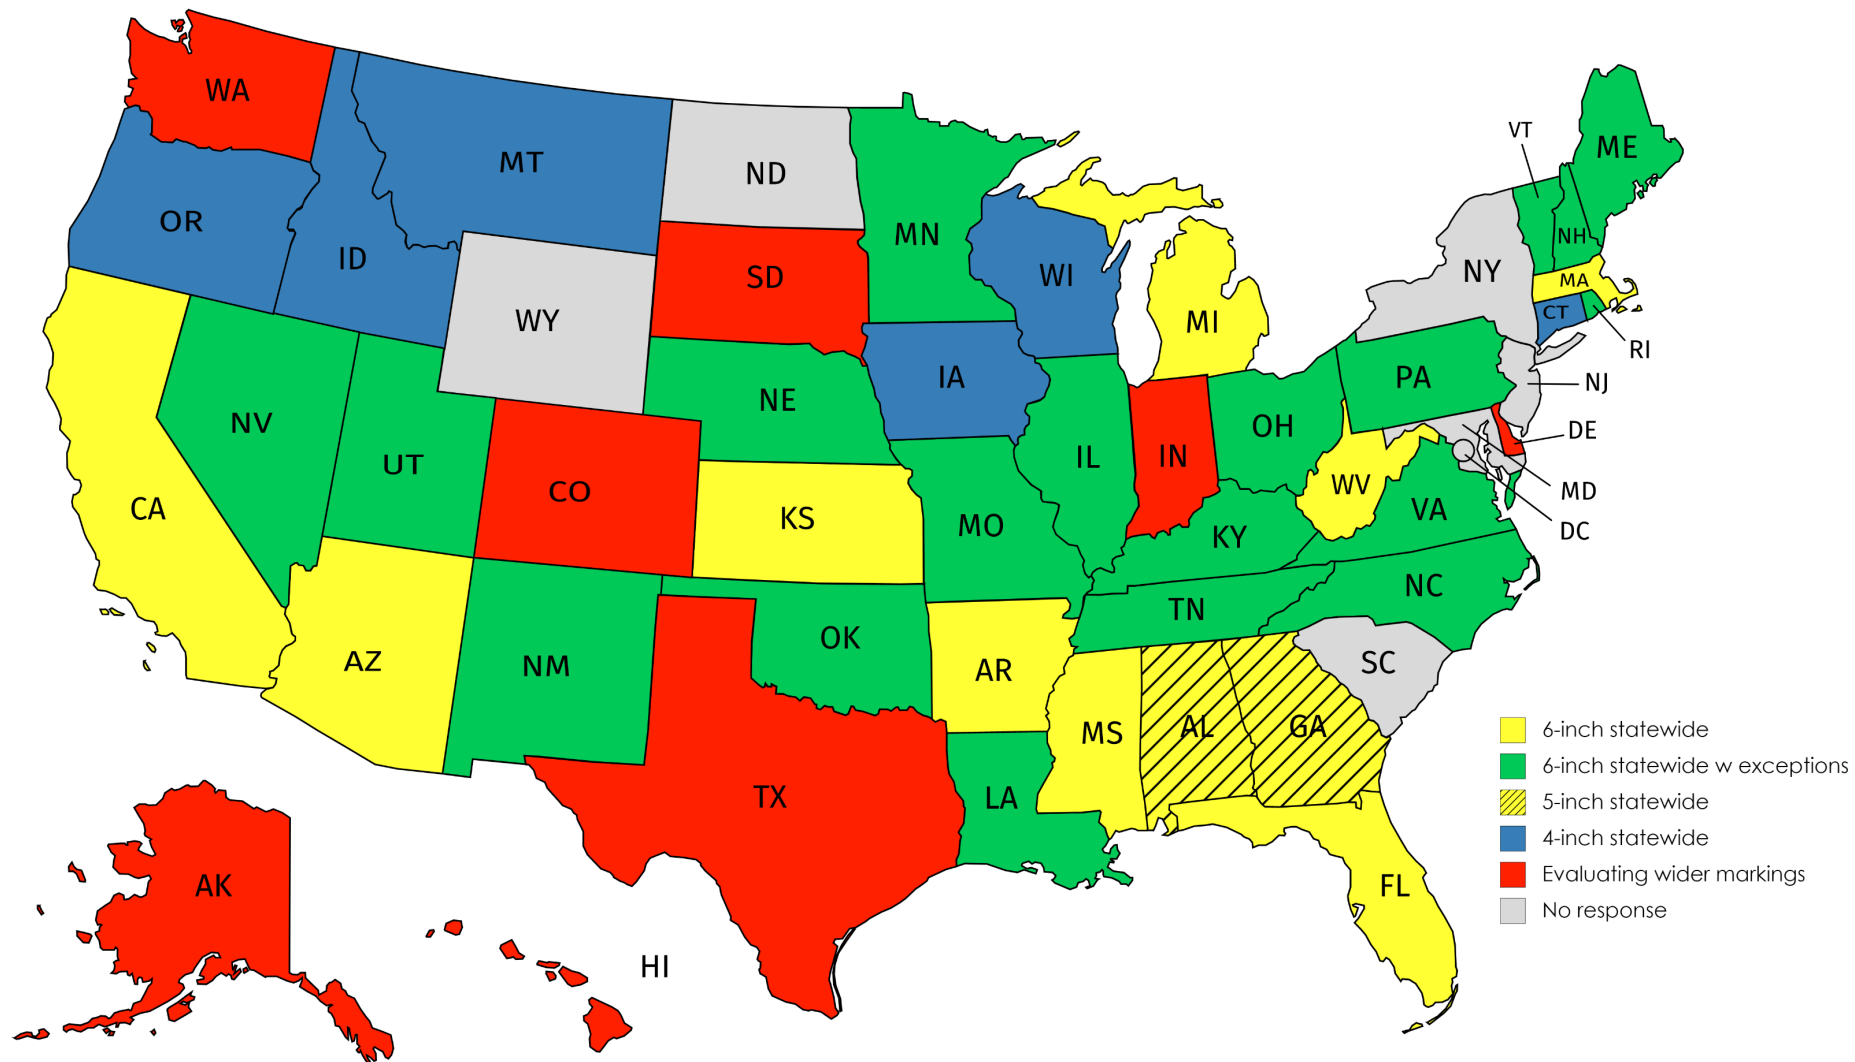 WA
MT
ND
OR
ID
MN
VT
ME
SD
WI
NH
NY
MA
WY
MI
CT
RI
NE
IA
PA
NJ
NV
UT
OH
DE
CO
IL
IN
WV
MD
CA
KS
MO
KY
VA
DC
AZ
NM
OK
AR
TN
NC
SC
MS
AL
GA
TX
LA
FL
AK
HI
6-inch statewide
6-inch statewide w exceptions
5-inch statewide
4-inch statewide
Evaluating wider markings
No response